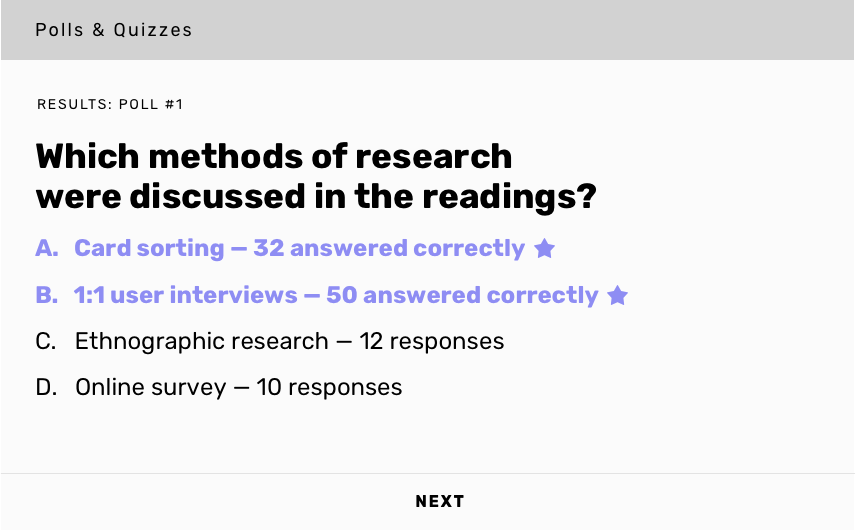 Polls & Quizzes
RESULTS: POLL #1
Which methods of research
were discussed in the readings?
A. Card sorting — 32 answered correctly ★
B. 1:1 user interviews — 50 answered correctly ★
C. Ethnographic research — 12 responses
D. Online survey — 10 responses
NEXT